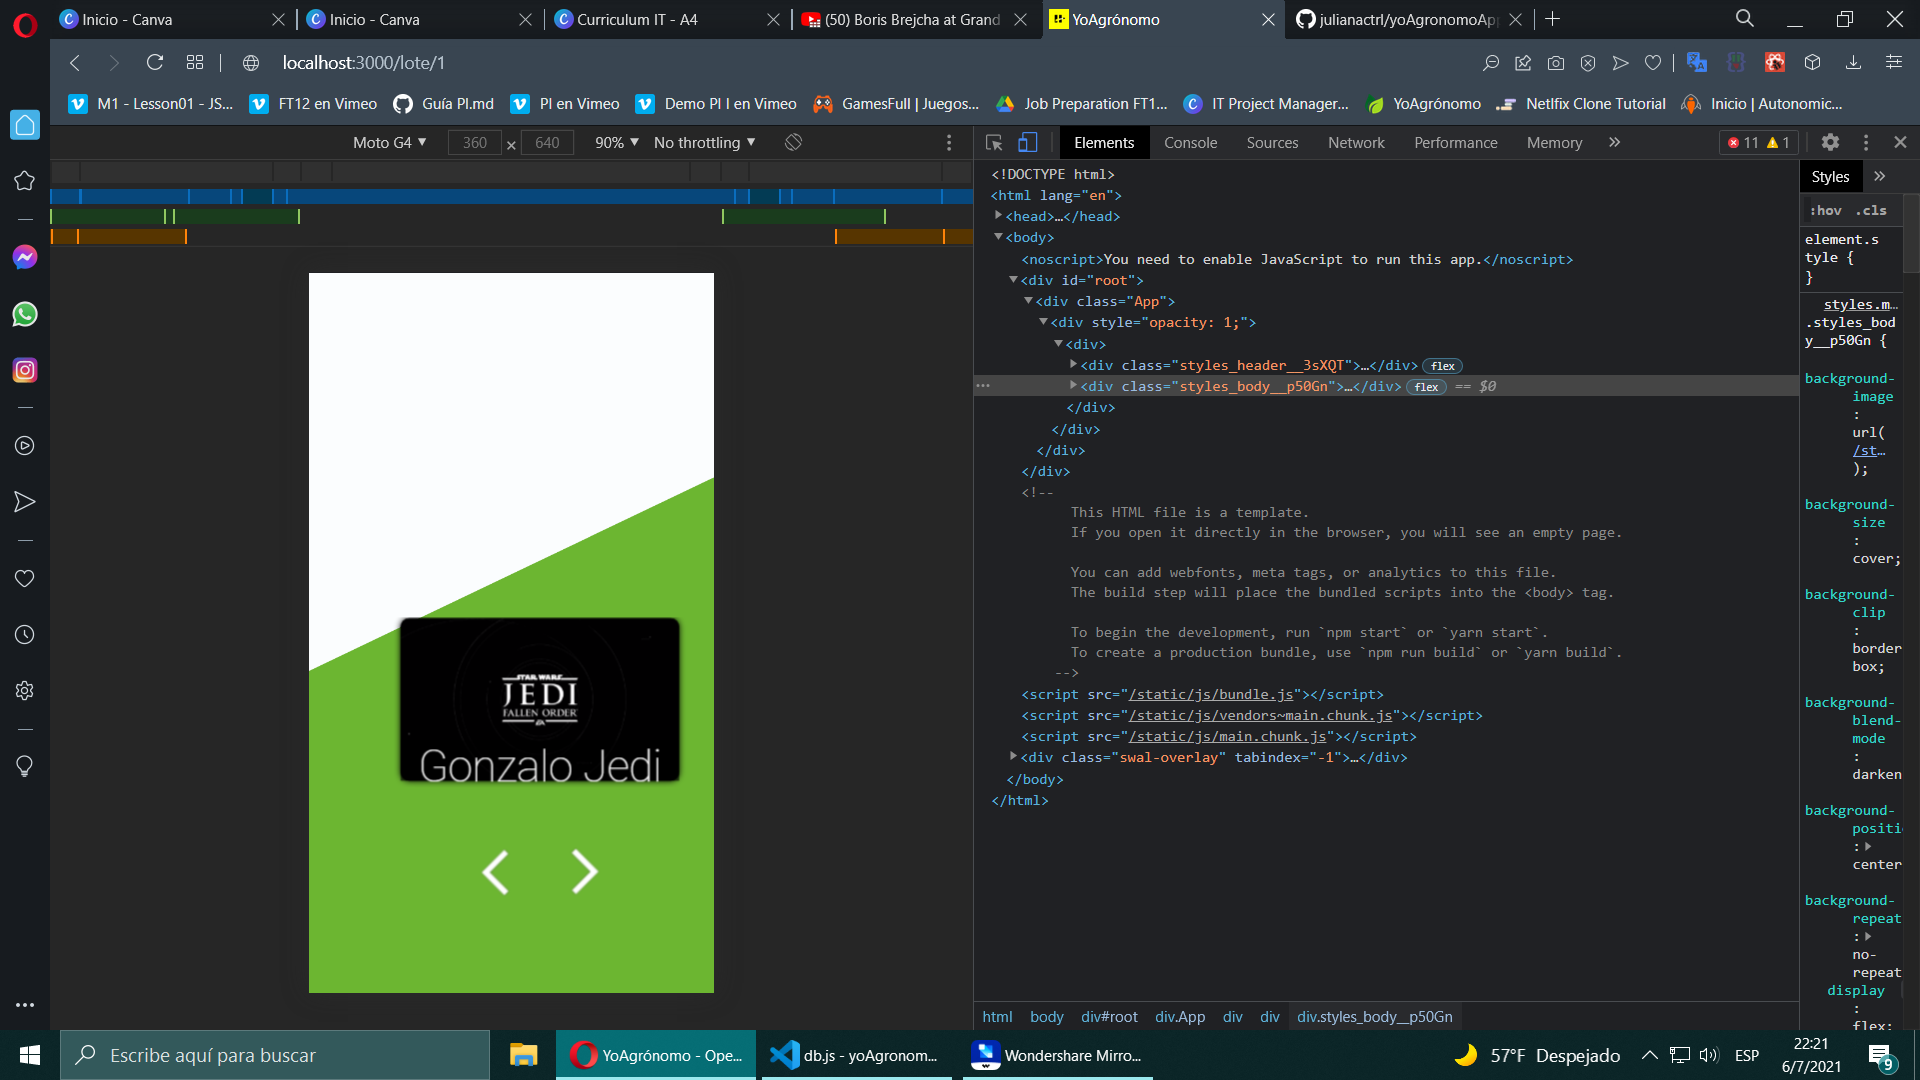 Inicio - Canva
Inicio - Canva
Curriculum IT - A4
(50) Boris Brejcha at Grand
YoAgrónomo
julianactrl/yoAgronomoApp
localhost:3000/lote/1
M1 - Lesson01 - JS...
FT12 en Vimeo
Guía PI.md
PI en Vimeo
Demo PI I en Vimeo
GamesFull | Juegos...
Job Preparation FT1...
IT Project Manager...
YoAgrónomo
Netlfix Clone Tutorial
Inicio | Autonomic...
Moto G4 ▼ 360 × 640 90% ▼ No throttling ▼
Elements Console Sources Network Performance Memory » 11 1
<!DOCTYPE html>
<html lang="en">
<head>…</head>
<body>
<noscript>You need to enable JavaScript to run this app.</noscript>
<div id="root">
<div class="App">
<div style="opacity: 1;">
<div>
<div class="styles_header__3sXQT">…</div> flex
<div class="styles_body__p50Gn">…</div> flex == $0
</div>
</div>
</div>
</div>
<!--
This HTML file is a template.
If you open it directly in the browser, you will see an empty page.
You can add webfonts, meta tags, or analytics to this file.
The build step will place the bundled scripts into the <body> tag.
To begin the development, run `npm start` or `yarn start`.
To create a production bundle, use `npm run build` or `yarn build`.
-->
<script src="/static/js/bundle.js"></script>
<script src="/static/js/vendors~main.chunk.js"></script>
<script src="/static/js/main.chunk.js"></script>
<div class="swal-overlay" tabindex="-1">…</div>
</body>
</html>
html body div#root div.App div div div.styles_body__p50Gn
Styles »
:hov .cls
element.s
tyle {
}
styles.m…
.styles_bod
y__p50Gn {
background-
image
:
url(
/st…
);
background-
size
:
cover;
background-
clip
:
border
box;
background-
blend-
mode
:
darken
background-
positi
:
center
background-
repeat
:
no-
repeat
display
:
flex;
STAR WARS
JEDI
FALLEN ORDER
EA
Gonzalo Jedi
Escribe aquí para buscar
YoAgrónomo - Ope...
db.js - yoAgronom...
Wondershare Mirro...
57°F Despejado
ESP
22:21
6/7/2021
9